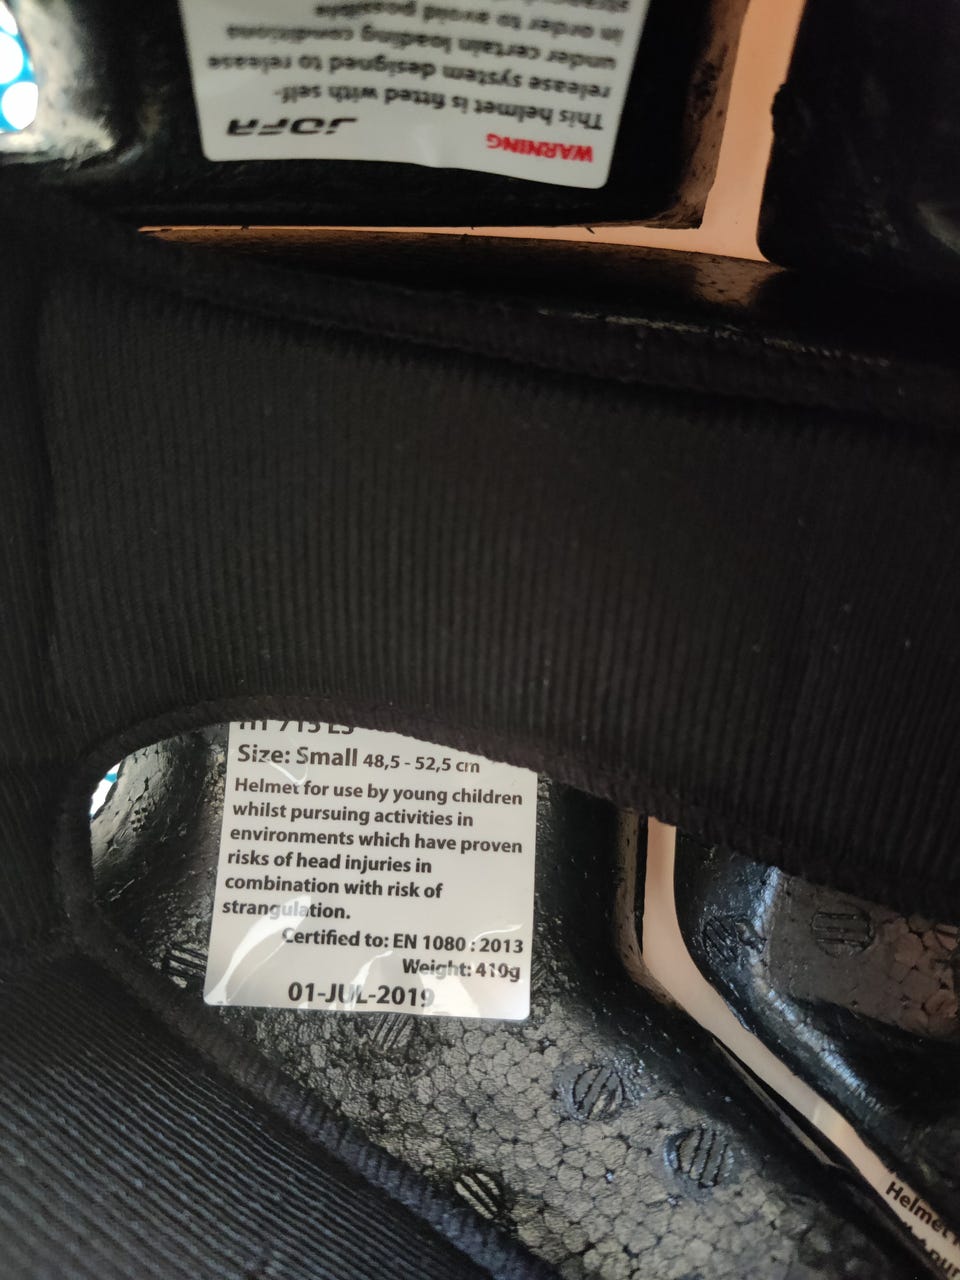 WARNING JOFA
This helmet is fitted with self-
release system designed to release
under certain loading conditions
in order to avoid possible
715 LS
Size: Small 48,5 - 52,5 cm
Helmet for use by young children
whilst pursuing activities in
environments which have proven
risks of head injuries in
combination with risk of
strangulation.
Certified to: EN 1080 : 2013
Weight: 410g
01-JUL-2019
Helmet